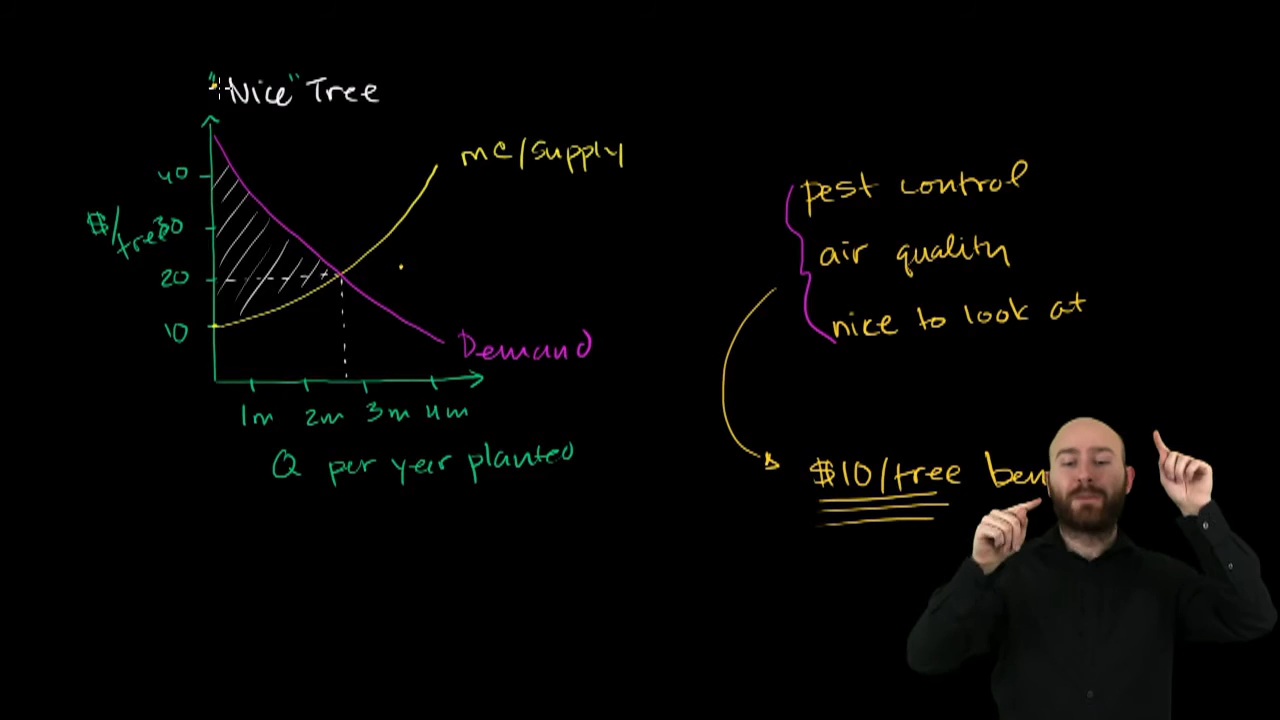 "Nice" Tree
mc/supply
40
$/tree
30
20
10
Demand
1m 2m 3m 4m
Q per year planted
pest control
air quality
nice to look at
$10/tree ben